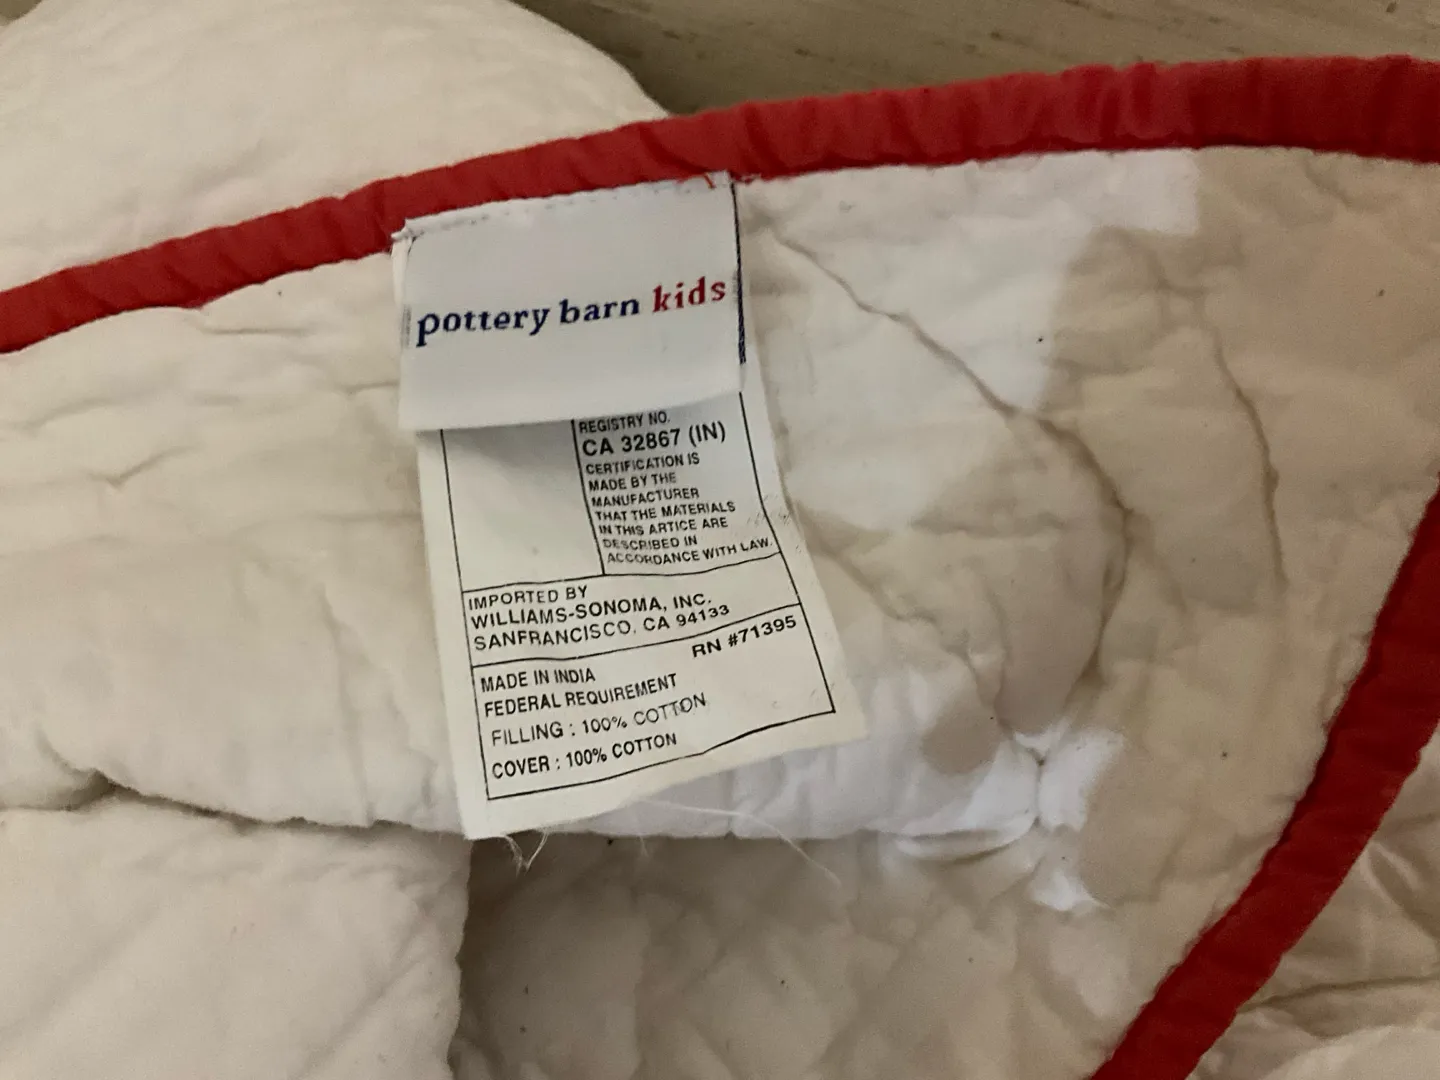 pottery barn kids
REGISTRY NO.
CA 32867 (IN)
CERTIFICATION IS
MADE BY THE
MANUFACTURER
THAT THE MATERIALS
IN THIS ARTICE ARE
DESCRIBED IN
ACCORDANCE WITH LAW.
IMPORTED BY
WILLIAMS-SONOMA, INC.
SANFRANCISCO, CA 94133
RN #71395
MADE IN INDIA
FEDERAL REQUIREMENT
FILLING : 100% COTTON
COVER : 100% COTTON